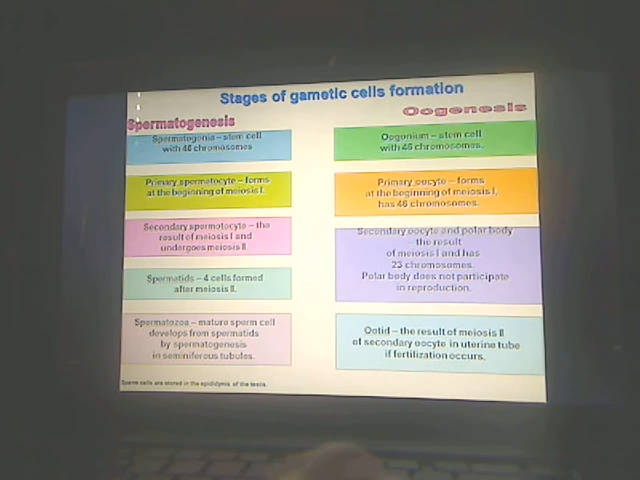 Stages of gametic cells formation
Spermatogenesis
Spermatogonia – stem cell
with 46 chromosomes
Primary spermatocyte – forms
at the beginning of meiosis I.
Secondary spermotocyte – the
result of meiosis I and
undergoes meiosis II.
Spermatids – 4 cells formed
after meiosis II.
Spermatozoa – mature sperm cell
develops from spermatids
by spermatogenesis
in seminiferous tubules.
Sperm cells are stored in the epididymis of the testis.
Oogenesis
Oogonium – stem cell
with 46 chromosomes.
Primary oocyte – forms
at the beginning of meiosis I,
has 46 chromosomes.
Secondary oocyte and polar body
– the result
of meiosis I and has
23 chromosomes.
Polar body does not participate
in reproduction.
Ootid – the result of meiosis II
of secondary oocyte in uterine tube
if fertilization occurs.